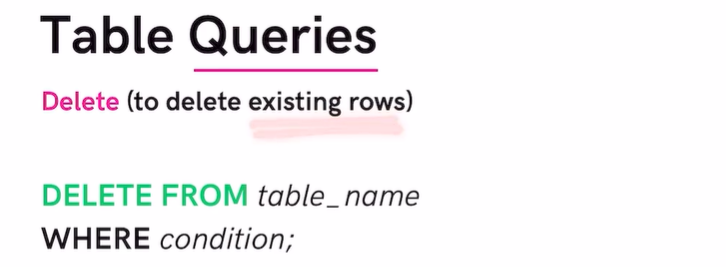 Table Queries
Delete (to delete existing rows)
DELETE FROM table_name
WHERE condition;